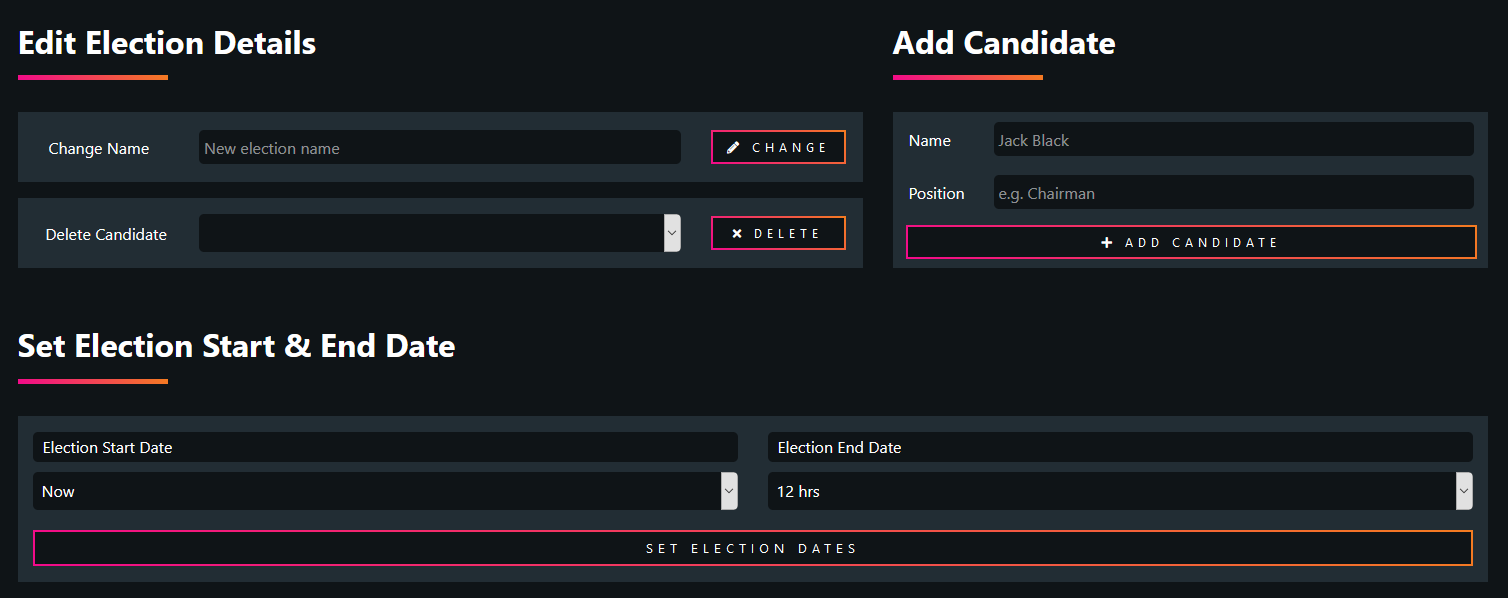 Edit Election Details
Change Name
New election name
CHANGE
Delete Candidate
DELETE
Add Candidate
Name
Jack Black
Position
e.g. Chairman
ADD CANDIDATE
Set Election Start & End Date
Election Start Date
Now
Election End Date
12 hrs
SET ELECTION DATES